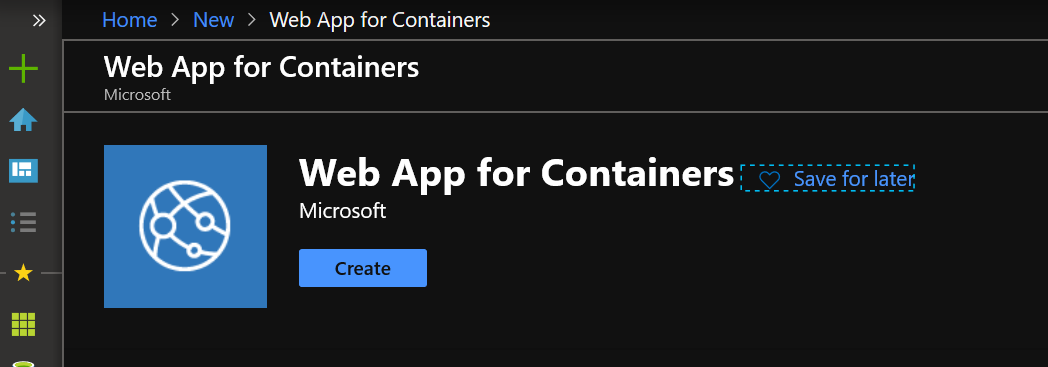 Home > New > Web App for Containers
Web App for Containers
Microsoft
Web App for Containers Save for later
Microsoft
Create